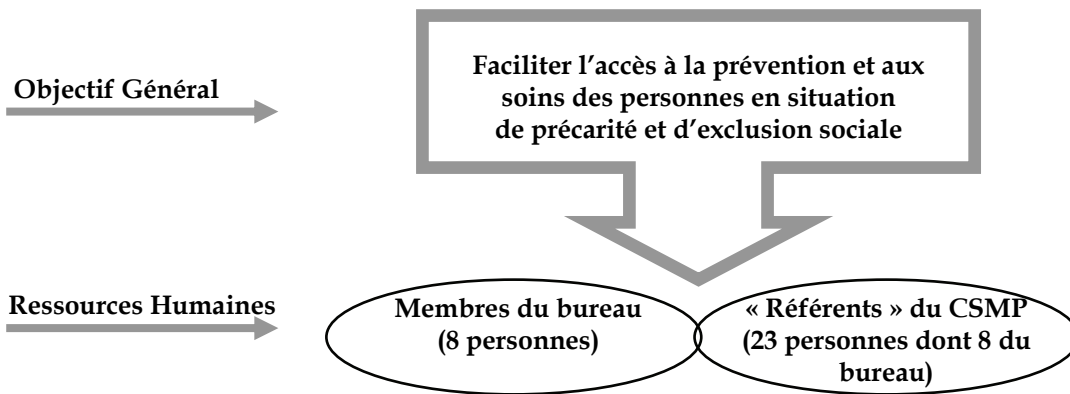 Objectif Général
Faciliter l’accès à la prévention et aux
soins des personnes en situation
de précarité et d’exclusion sociale
Ressources Humaines
Membres du bureau
(8 personnes)
« Référents » du CSMP
(23 personnes dont 8 du
bureau)